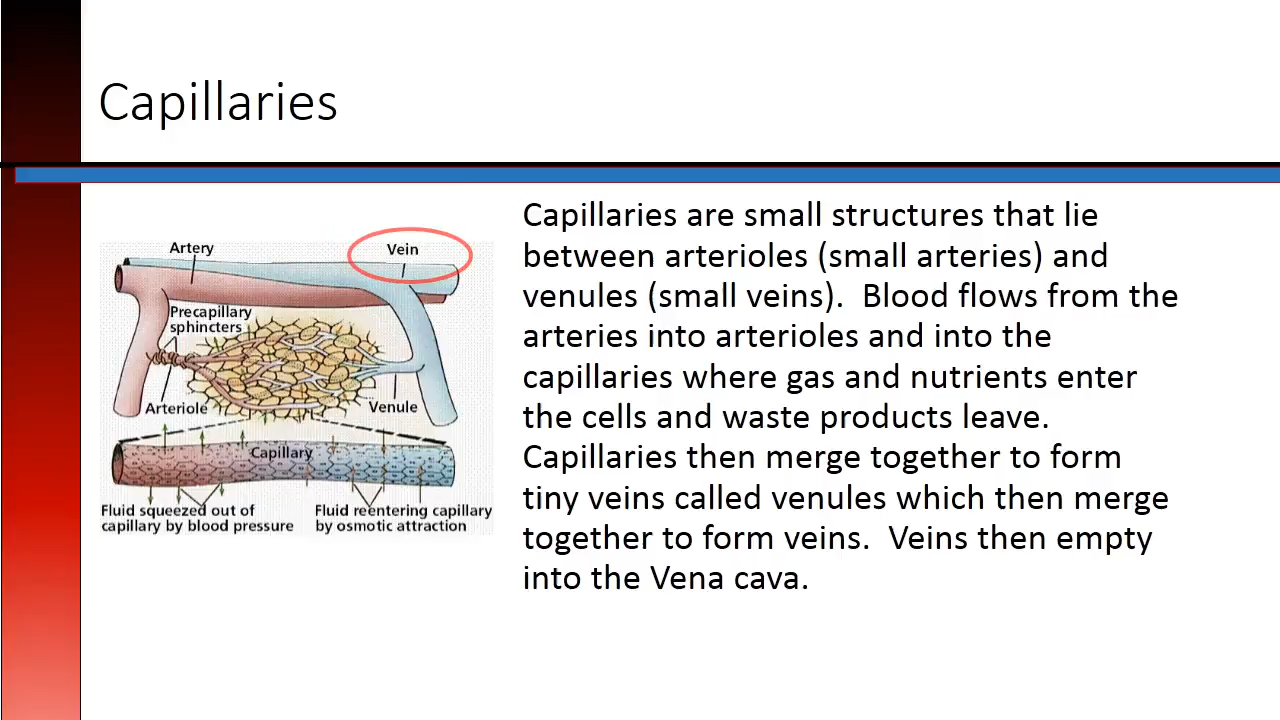 Capillaries
Artery
Vein
Precapillary
sphincters
Arteriole
Venule
Capillary
Fluid squeezed out of
capillary by blood pressure
Fluid reentering capillary
by osmotic attraction
Capillaries are small structures that lie
between arterioles (small arteries) and
venules (small veins).  Blood flows from the
arteries into arterioles and into the
capillaries where gas and nutrients enter
the cells and waste products leave.
Capillaries then merge together to form
tiny veins called venules which then merge
together to form veins.  Veins then empty
into the Vena cava.